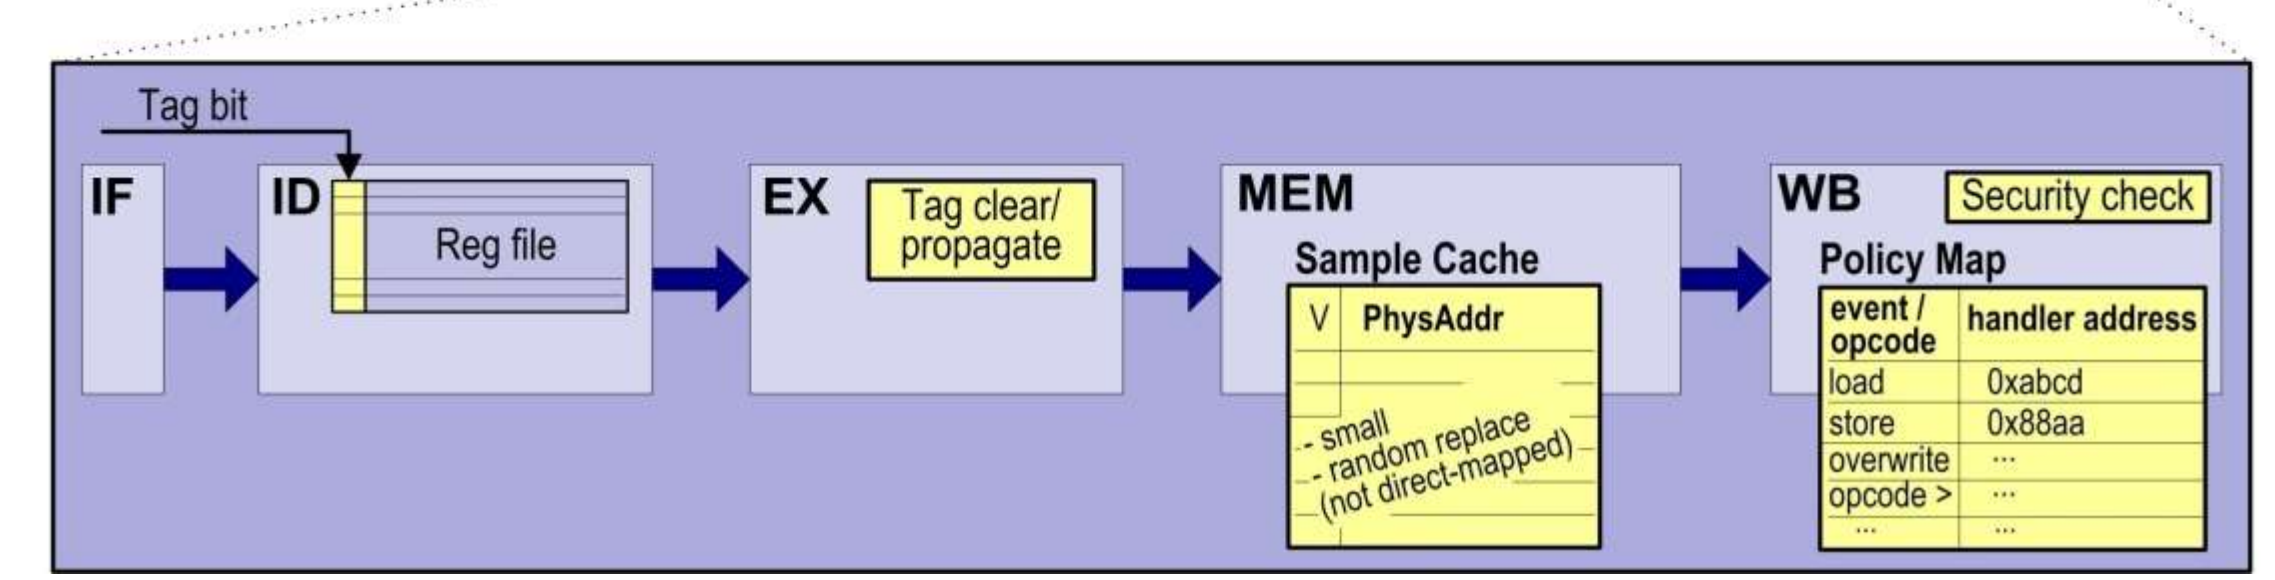 Tag bit
IF
ID
Reg file
EX
Tag clear/
propagate
MEM
Sample Cache
V PhysAddr
- small
- random replace
(not direct-mapped)
WB
Security check
Policy Map
event /
opcode
handler address
load 0xabcd
store 0x88aa
overwrite ...
opcode > ...
... ...